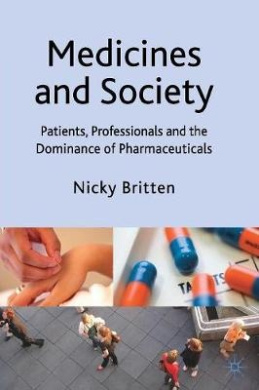 Medicines
and Society
Patients, Professionals and the
Dominance of Pharmaceuticals
Nicky Britten